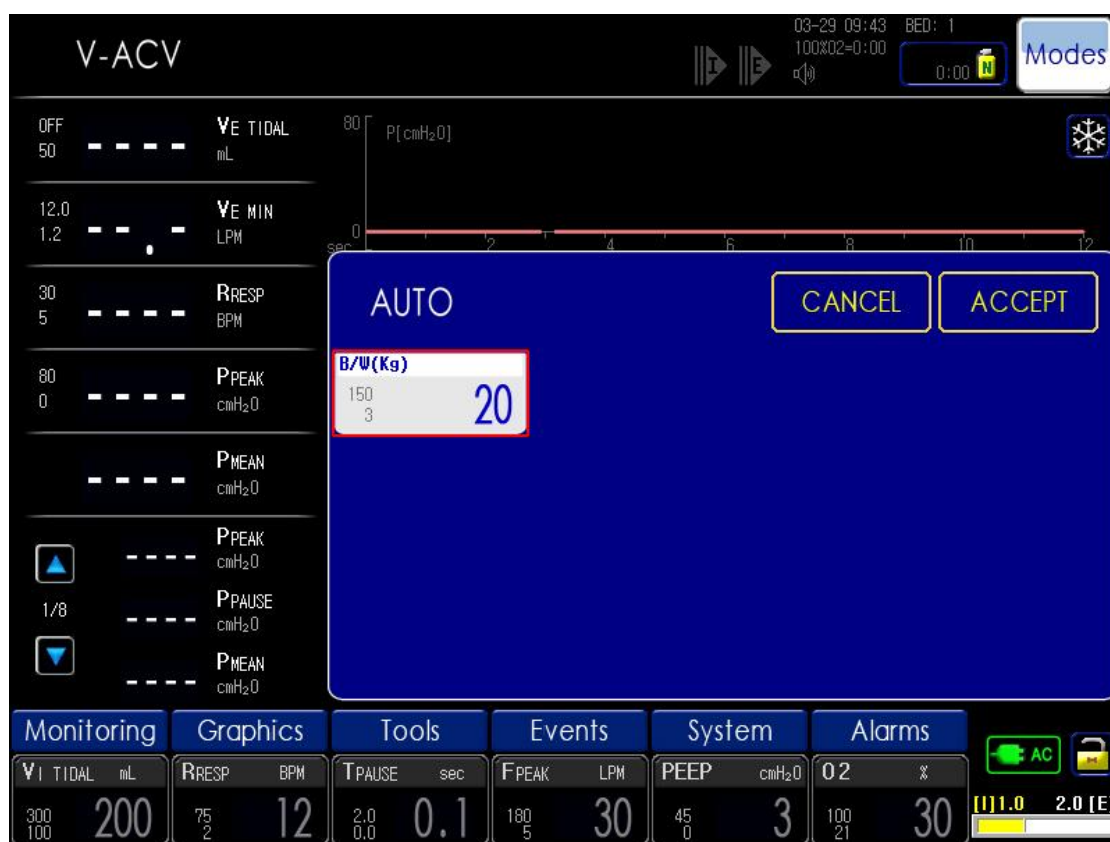 V-ACV
03-29 09:43 BED: 1
100%O2=0:00
I E
0:00 N
Modes
OFF
50 - - - - VE TIDAL
mL
12.0
1.2 - - . - VE MIN
LPM
30
5 - - - - RRESP
BPM
80
0 - - - - PPEAK
cmH₂O
- - - - PMEAN
cmH₂O
- - - - PPEAK
cmH₂O
1/8
- - - - PPAUSE
cmH₂O
- - - - PMEAN
cmH₂O
80 P[cmH₂O]
0
sec 2 4 6 8 10 12
AUTO CANCEL ACCEPT
B/W(Kg)
150
3
20
Monitoring Graphics Tools Events System Alarms
AC
VI TIDAL mL
300
100
200
RRESP BPM
75
2
12
TPAUSE sec
2.0
0.0
0.1
FPEAK LPM
180
5
30
PEEP cmH₂O
45
0
3
O2 %
100
21
30
[I]1.0 2.0 [E]